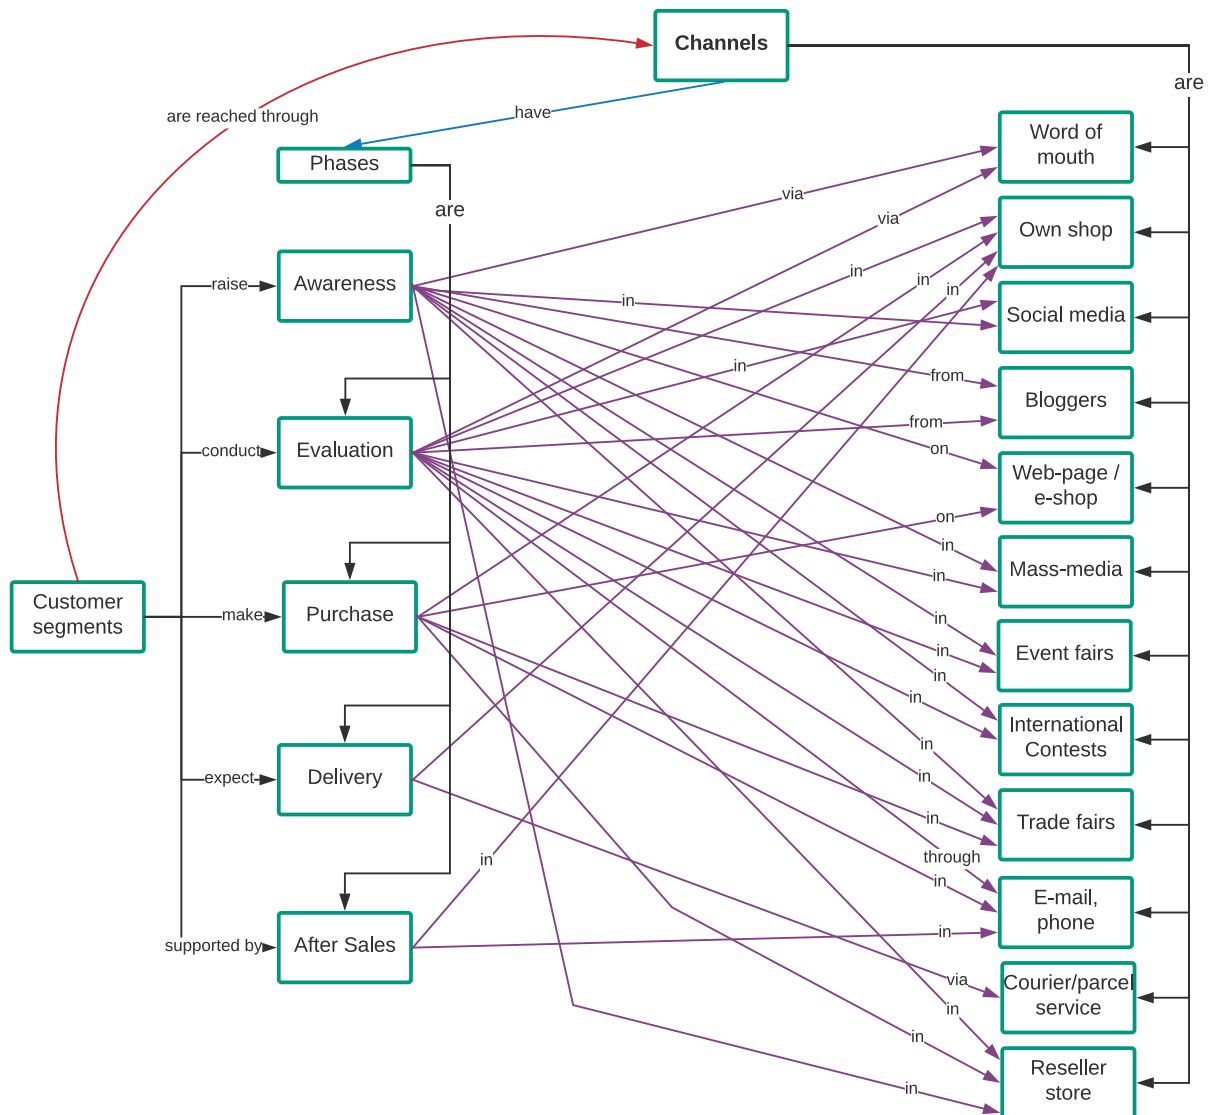 Channels
are
are reached through
have
Word of
mouth
Phases
via
are
via
Own shop
in
in
in
raise
Awareness
in
Social media
in
from
Bloggers
from
conduct
Evaluation
on
Web-page /
e-shop
on
in
Mass-media
in
Customer
segments
make
Purchase
in
Event fairs
in
in
in
International
Contests
in
expect
Delivery
in
in
Trade fairs
in
through
in
E-mail,
phone
supported by
After Sales
in
via
Courier/parcel
service
in
in
Reseller
store
in